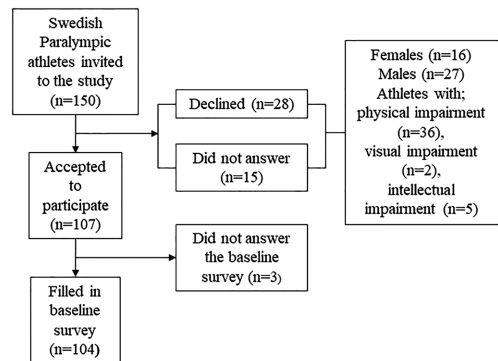 Swedish
Paralympic
athletes invited
to the study
(n=150)
Declined (n=28)
Did not answer
(n=15)
Females (n=16)
Males (n=27)
Athletes with;
physical impairment
(n=36),
visual impairment
(n=2),
intellectual
impairment (n=5)
Accepted
to
participate
(n=107)
Did not answer
the baseline
survey (n=3)
Filled in
baseline
survey
(n=104)